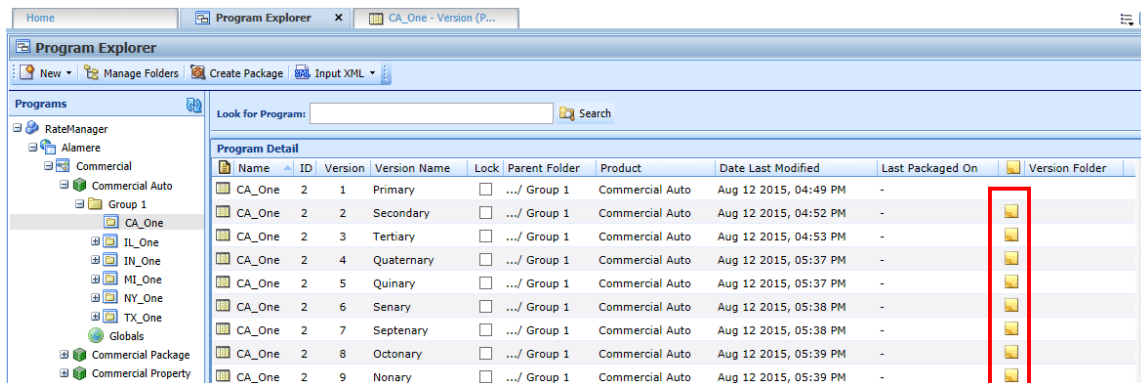 Home
Program Explorer x
CA_One - Version (P...
Program Explorer
New Manage Folders Create Package Input XML
Programs
RateManager
Alamere
Commercial
Commercial Auto
Group 1
CA_One
IL_One
IN_One
MI_One
NY_One
TX_One
Globals
Commercial Package
Commercial Property
Look for Program: Search
Program Detail
Name ID Version Version Name Lock Parent Folder Product Date Last Modified Last Packaged On Version Folder
CA_One 2 1 Primary .../ Group 1 Commercial Auto Aug 12 2015, 04:49 PM -
CA_One 2 2 Secondary .../ Group 1 Commercial Auto Aug 12 2015, 04:52 PM -
CA_One 2 3 Tertiary .../ Group 1 Commercial Auto Aug 12 2015, 04:53 PM -
CA_One 2 4 Quaternary .../ Group 1 Commercial Auto Aug 12 2015, 05:37 PM -
CA_One 2 5 Quinary .../ Group 1 Commercial Auto Aug 12 2015, 05:37 PM -
CA_One 2 6 Senary .../ Group 1 Commercial Auto Aug 12 2015, 05:38 PM -
CA_One 2 7 Septenary .../ Group 1 Commercial Auto Aug 12 2015, 05:38 PM -
CA_One 2 8 Octonary .../ Group 1 Commercial Auto Aug 12 2015, 05:39 PM -
CA_One 2 9 Nonary .../ Group 1 Commercial Auto Aug 12 2015, 05:39 PM -